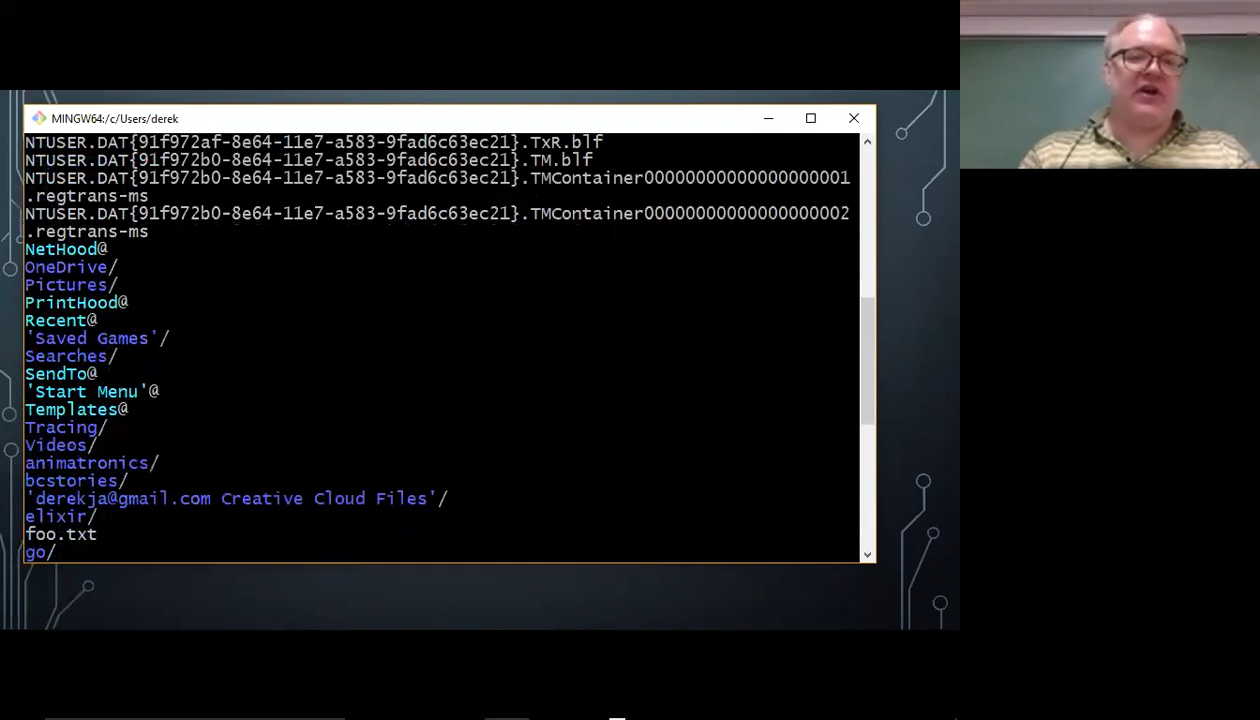 MINGW64:/c/Users/derek
NTUSER.DAT{91f972af-8e64-11e7-a583-9fad6c63ec21}.TxR.blf
NTUSER.DAT{91f972b0-8e64-11e7-a583-9fad6c63ec21}.TM.blf
NTUSER.DAT{91f972b0-8e64-11e7-a583-9fad6c63ec21}.TMContainer00000000000000000001
.regtrans-ms
NTUSER.DAT{91f972b0-8e64-11e7-a583-9fad6c63ec21}.TMContainer00000000000000000002
.regtrans-ms
NetHood@
OneDrive/
Pictures/
PrintHood@
Recent@
'Saved Games'/
Searches/
SendTo@
'Start Menu'@
Templates@
Tracing/
Videos/
animatronics/
bcstories/
'derekja@gmail.com Creative Cloud Files'/
elixir/
foo.txt
go/